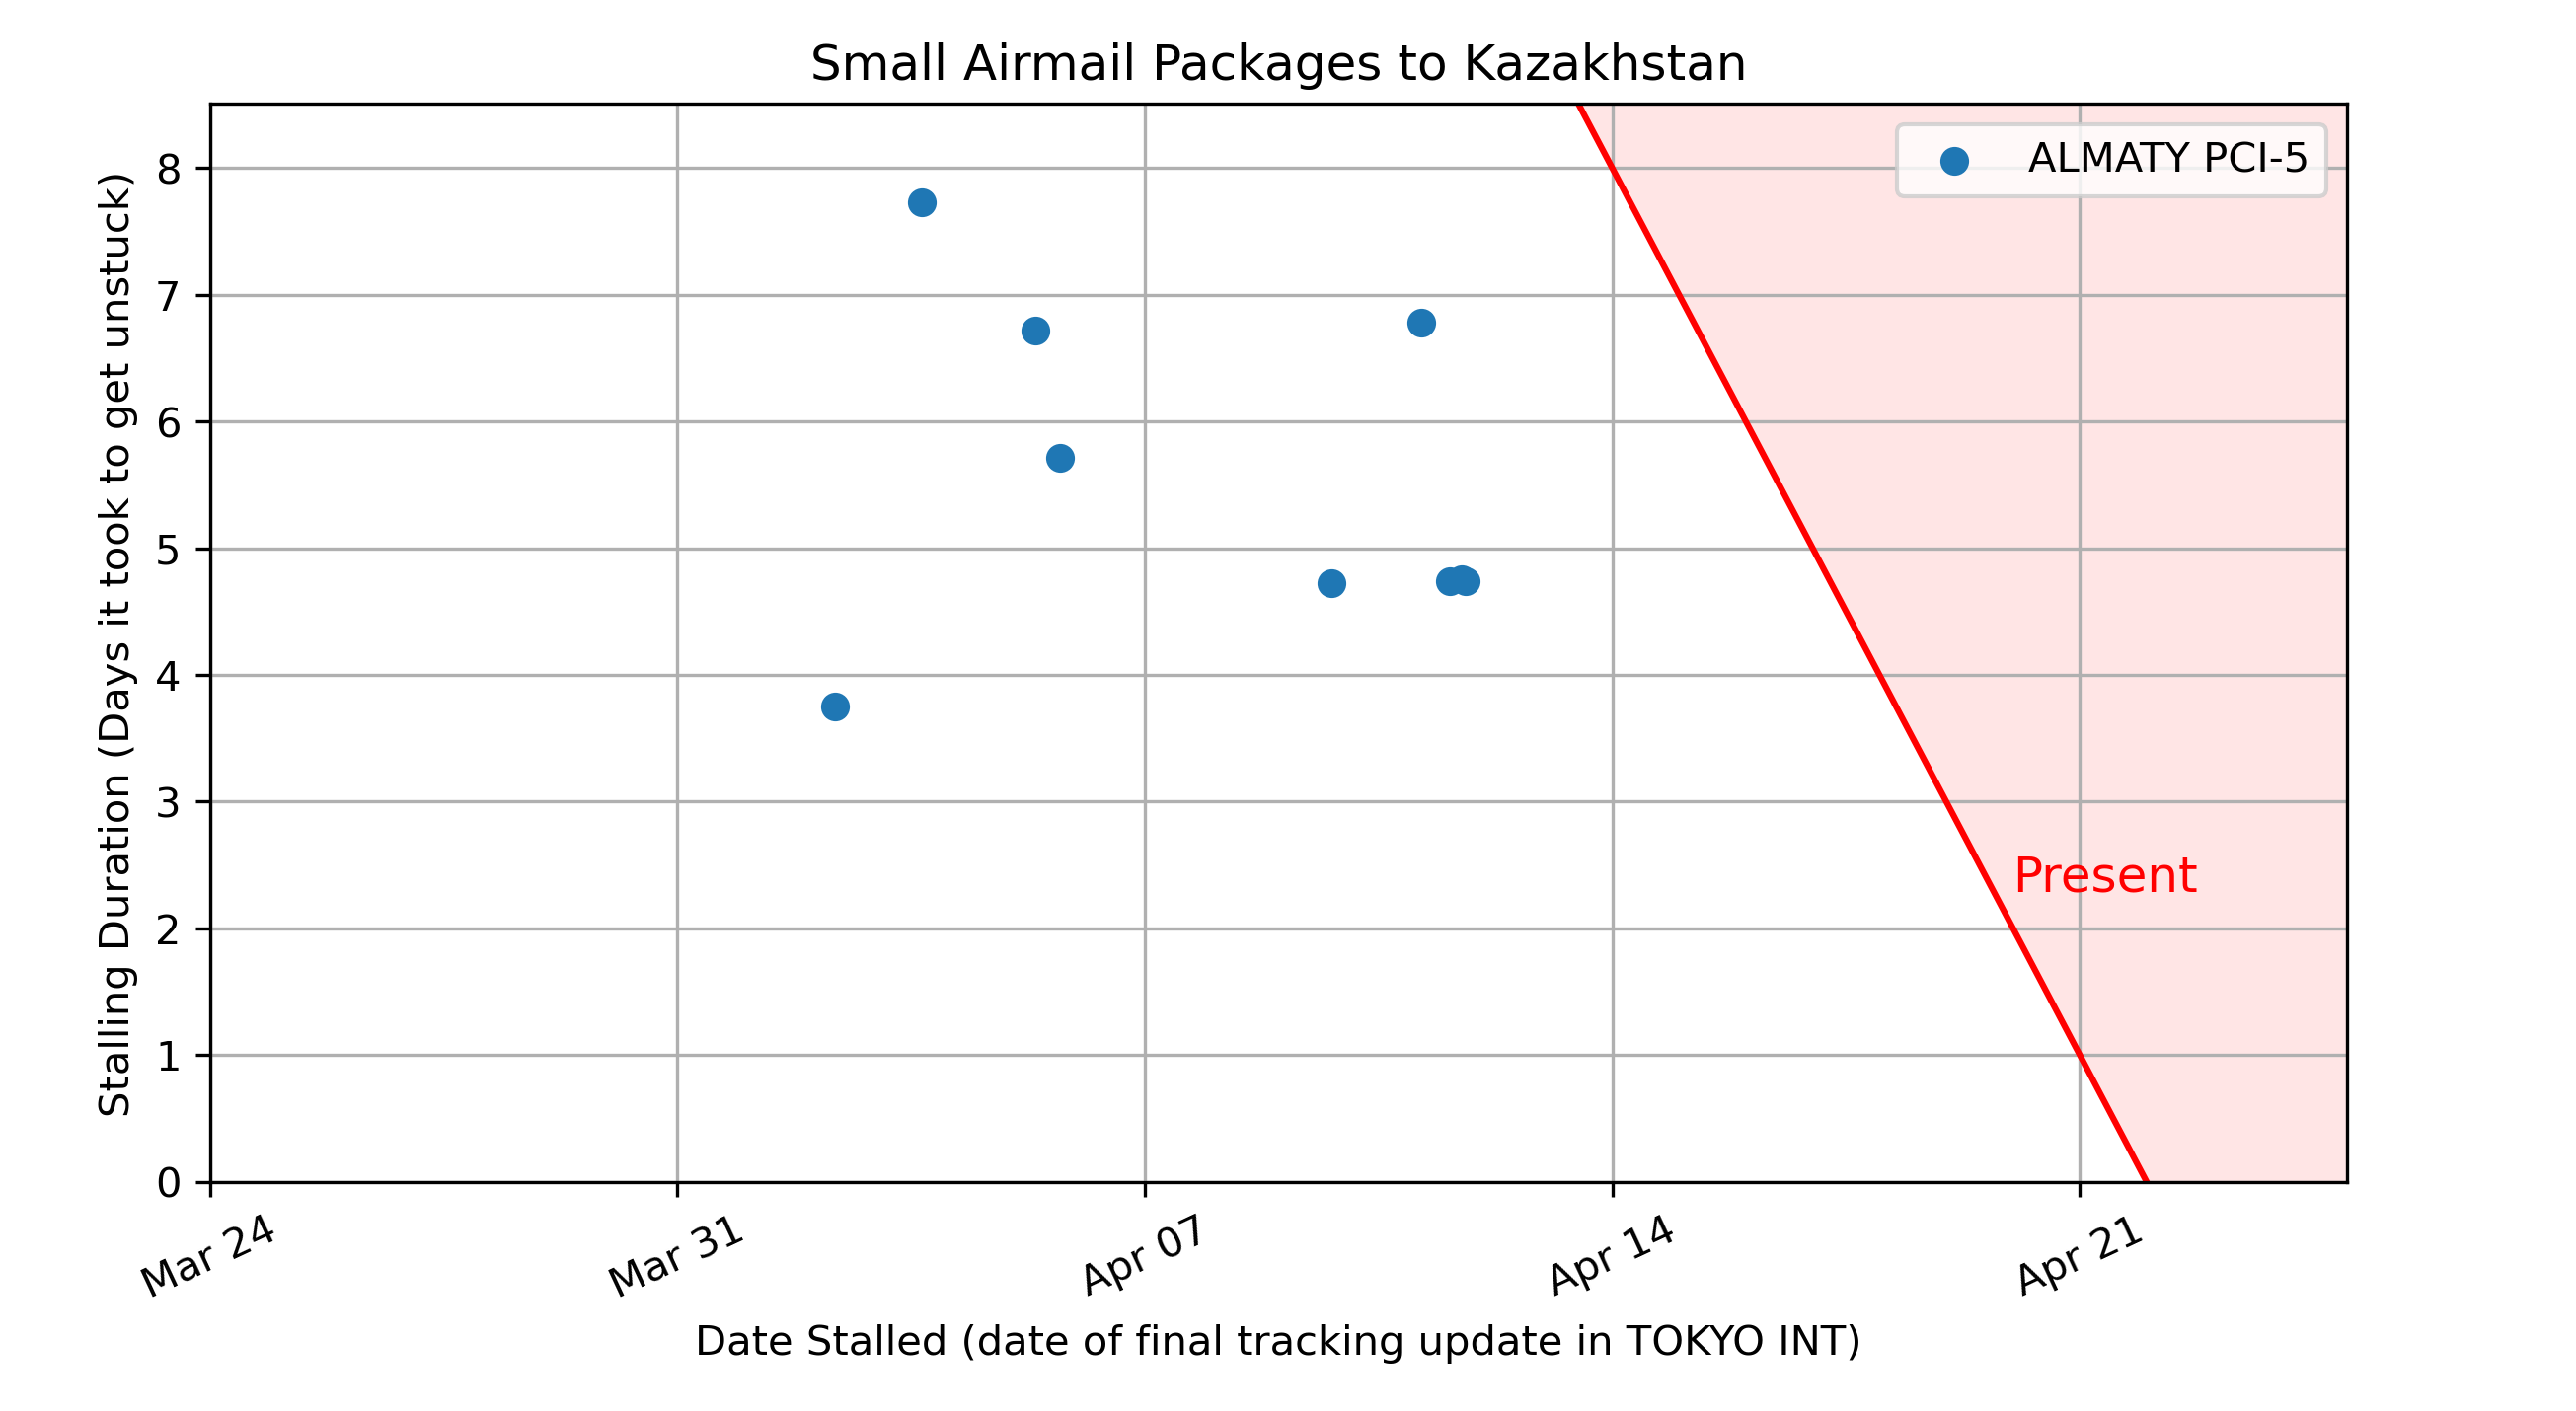 Small Airmail Packages to Kazakhstan
ALMATY PCI-5
Stalling Duration (Days it took to get unstuck)
8
7
6
5
4
3
2
1
0
Present
Mar 24
Mar 31
Apr 07
Apr 14
Apr 21
Date Stalled (date of final tracking update in TOKYO INT)